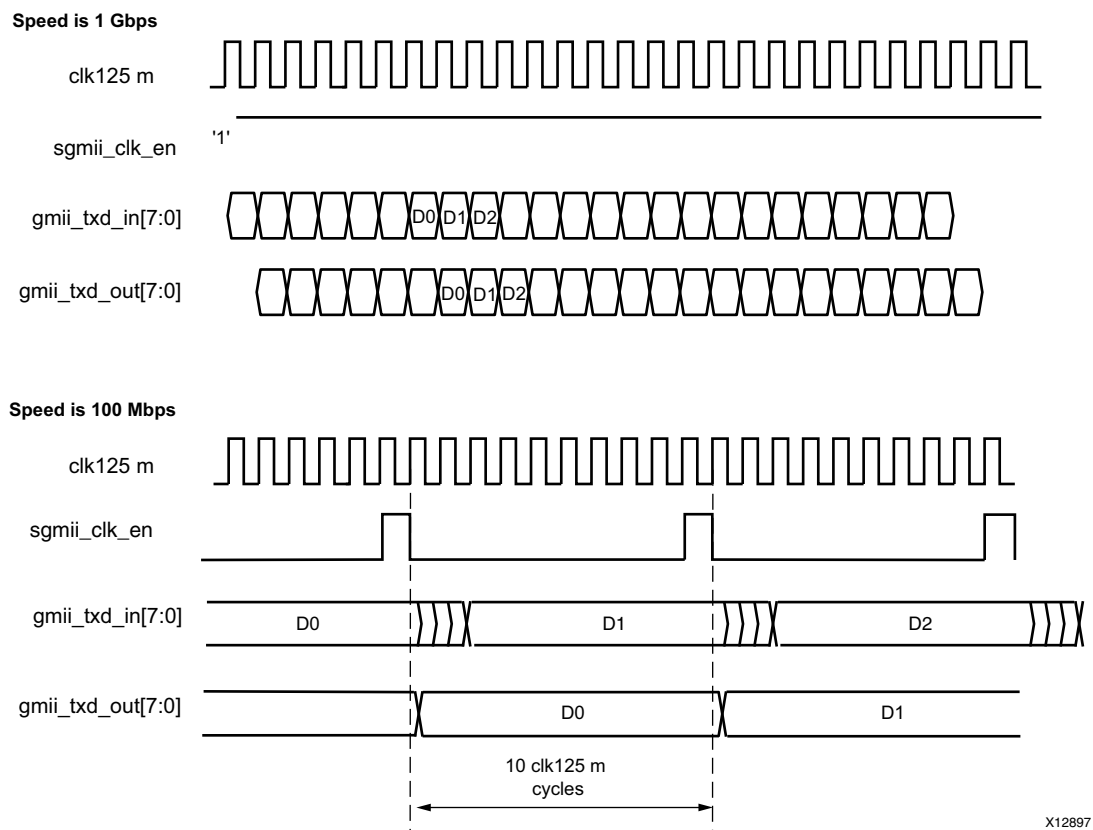 Speed is 1 Gbps
clk125 m
'1'
sgmii_clk_en
gmii_txd_in[7:0]
D0 D1 D2
gmii_txd_out[7:0]
D0 D1 D2
Speed is 100 Mbps
clk125 m
sgmii_clk_en
gmii_txd_in[7:0]
D0 D1 D2
gmii_txd_out[7:0]
D0 D1
10 clk125 m
cycles
X12897